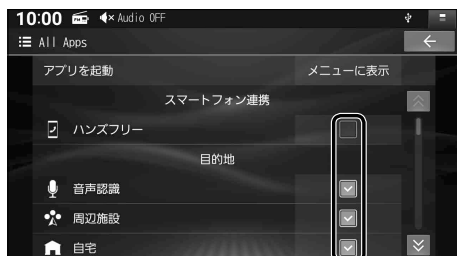 10:00 Audio OFF
All Apps
アプリを起動 メニューに表示
スマートフォン連携
ハンズフリー
目的地
音声認識
周辺施設
自宅